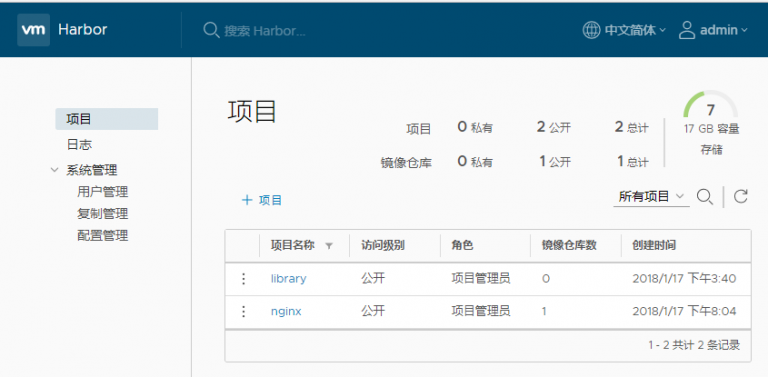 vm Harbor 搜索 Harbor... 中文简体 admin
项目
日志
系统管理
用户管理
复制管理
配置管理
项目
项目 0 私有 2 公开 2 总计
镜像仓库 0 私有 1 公开 1 总计
7
17 GB 容量
存储
+ 项目
所有项目
项目名称 访问级别 角色 镜像仓库数 创建时间
library 公开 项目管理员 0 2018/1/17 下午3:40
nginx 公开 项目管理员 1 2018/1/17 下午8:04
1 - 2 共计 2 条记录